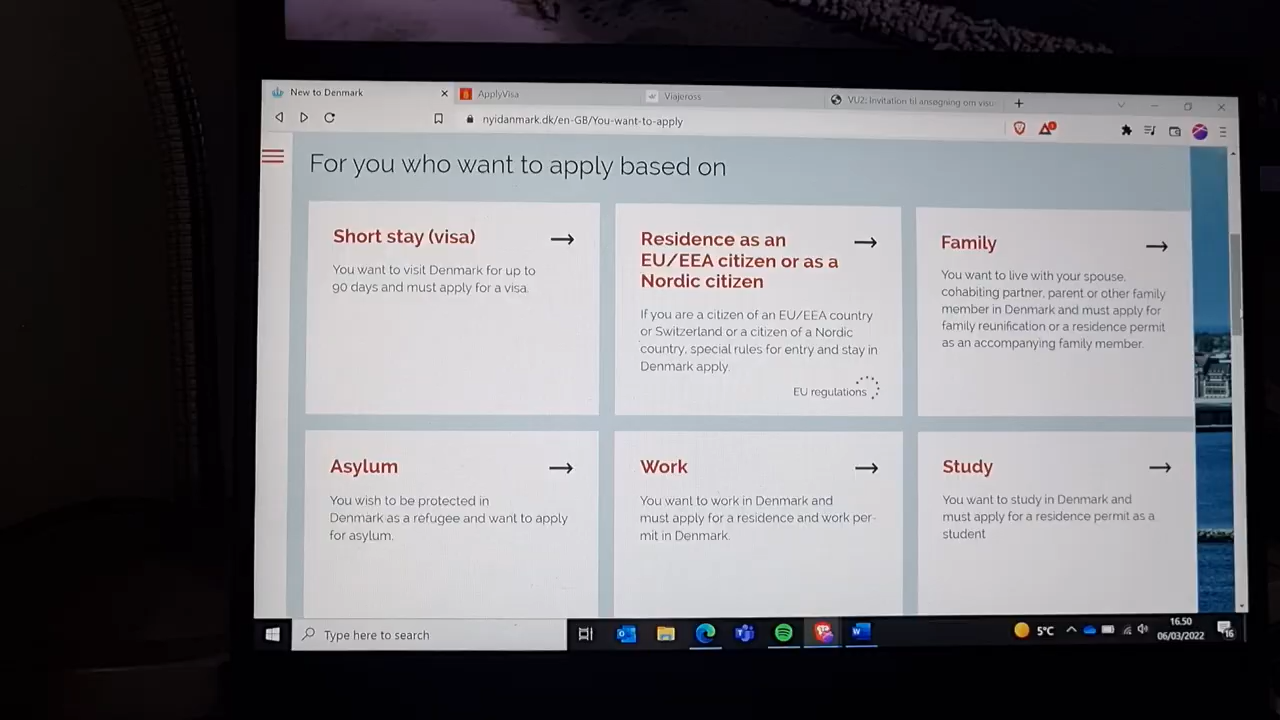 New to Denmark
ApplyVisa
Viajeross
VU2: Invitation til ansøgning om visu
nyidanmark.dk/en-GB/You-want-to-apply
For you who want to apply based on
Short stay (visa)
You want to visit Denmark for up to
90 days and must apply for a visa.
Residence as an
EU/EEA citizen or as a
Nordic citizen
If you are a citizen of an EU/EEA country
or Switzerland or a citizen of a Nordic
country, special rules for entry and stay in
Denmark apply.
EU regulations
Family
You want to live with your spouse,
cohabiting partner, parent or other family
member in Denmark and must apply for
family reunification or a residence permit
as an accompanying family member.
Asylum
You wish to be protected in
Denmark as a refugee and want to apply
for asylum.
Work
You want to work in Denmark and
must apply for a residence and work per-
mit in Denmark.
Study
You want to study in Denmark and
must apply for a residence permit as a
student
Type here to search
5°C
16.50
06/03/2022
16